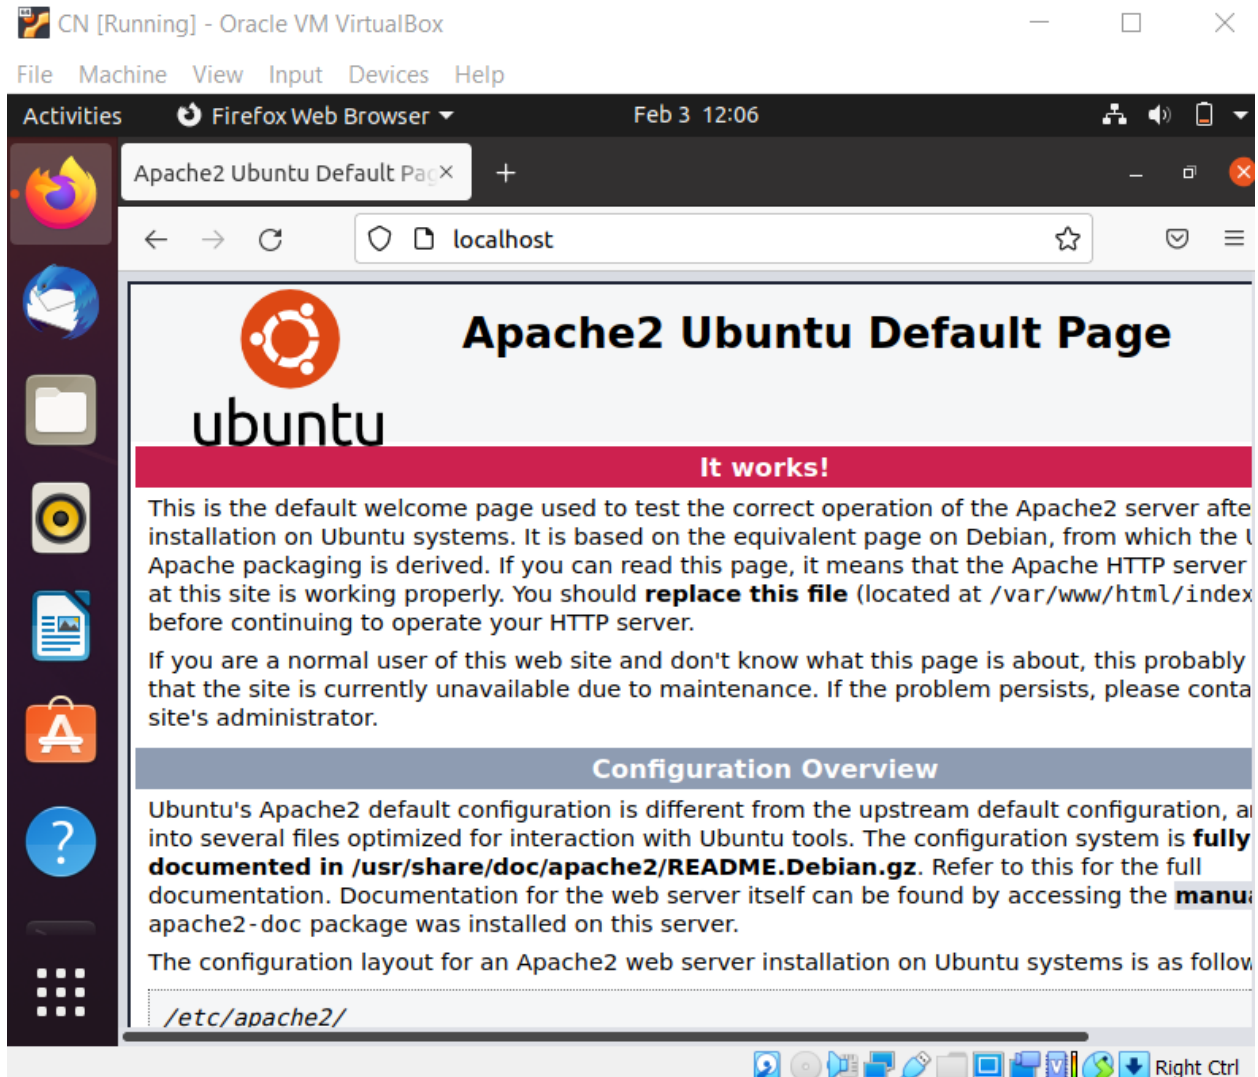 CN [Running] - Oracle VM VirtualBox
File Machine View Input Devices Help
Activities Firefox Web Browser Feb 3 12:06
Apache2 Ubuntu Default Pag
localhost
ubuntu
Apache2 Ubuntu Default Page
It works!
This is the default welcome page used to test the correct operation of the Apache2 server afte
installation on Ubuntu systems. It is based on the equivalent page on Debian, from which the
Apache packaging is derived. If you can read this page, it means that the Apache HTTP server
at this site is working properly. You should replace this file (located at /var/www/html/index
before continuing to operate your HTTP server.
If you are a normal user of this web site and don't know what this page is about, this probably
that the site is currently unavailable due to maintenance. If the problem persists, please conta
site's administrator.
Configuration Overview
Ubuntu's Apache2 default configuration is different from the upstream default configuration, a
into several files optimized for interaction with Ubuntu tools. The configuration system is fully
documented in /usr/share/doc/apache2/README.Debian.gz. Refer to this for the full
documentation. Documentation for the web server itself can be found by accessing the manua
apache2-doc package was installed on this server.
The configuration layout for an Apache2 web server installation on Ubuntu systems is as follow
/etc/apache2/
Right Ctrl